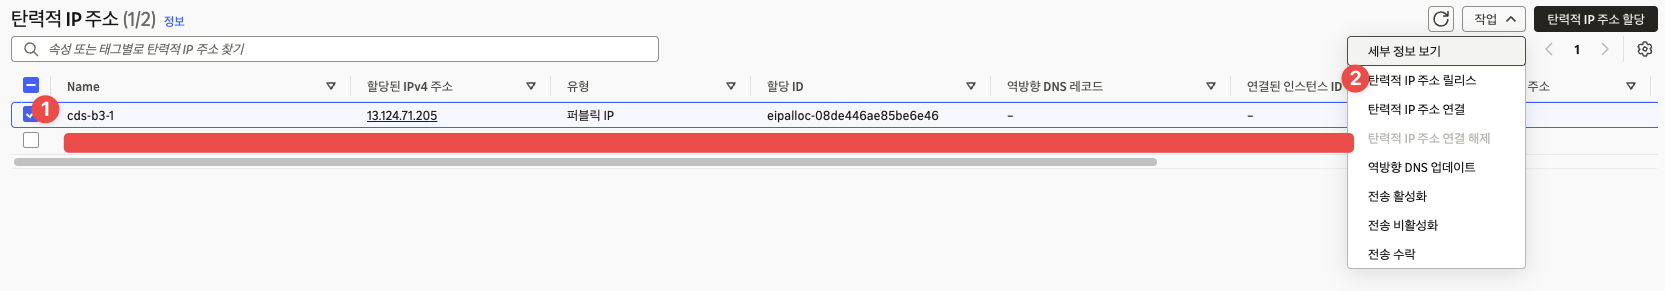 탄력적 IP 주소 (1/2) 정보
작업
탄력적 IP 주소 할당
속성 또는 태그별로 탄력적 IP 주소 찾기
1
Name
할당된 IPv4 주소
유형
할당 ID
역방향 DNS 레코드
연결된 인스턴스 ID
주소
1
cds-b3-1
13.124.71.205
퍼블릭 IP
eipalloc-08de446ae85be6e46
–
–
세부 정보 보기
2
탄력적 IP 주소 릴리스
탄력적 IP 주소 연결
탄력적 IP 주소 연결 해제
역방향 DNS 업데이트
전송 활성화
전송 비활성화
전송 수락